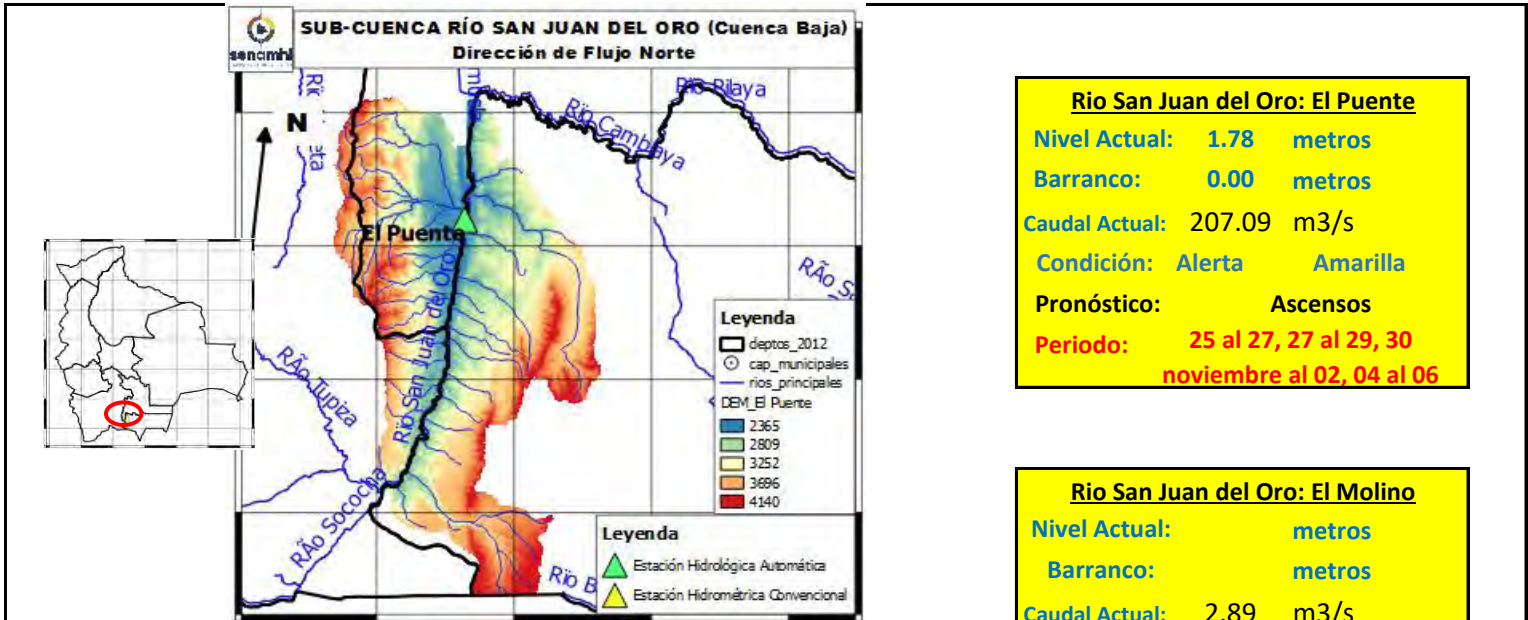 senamhi
SUB-CUENCA RÍO SAN JUAN DEL ORO (Cuenca Baja)
Dirección de Flujo Norte
N
Río Pilaya
Río Cambaya
El Puente
Río San Juan del Oro
RÃo Tupiza
RÃo Sococha
RÃo S
Río B
Leyenda
deptos_2012
cap_municipales
rios_principales
DEM_El Puente
2365
2809
3252
3696
4140
Leyenda
Estación Hidrológica Automática
Estación Hidrométrica Convencional
Rio San Juan del Oro: El Puente
Nivel Actual: 1.78 metros
Barranco: 0.00 metros
Caudal Actual: 207.09 m3/s
Condición: Alerta Amarilla
Pronóstico: Ascensos
Periodo: 25 al 27, 27 al 29, 30
noviembre al 02, 04 al 06
Rio San Juan del Oro: El Molino
Nivel Actual: metros
Barranco: metros
Caudal Actual: 2.89 m3/s